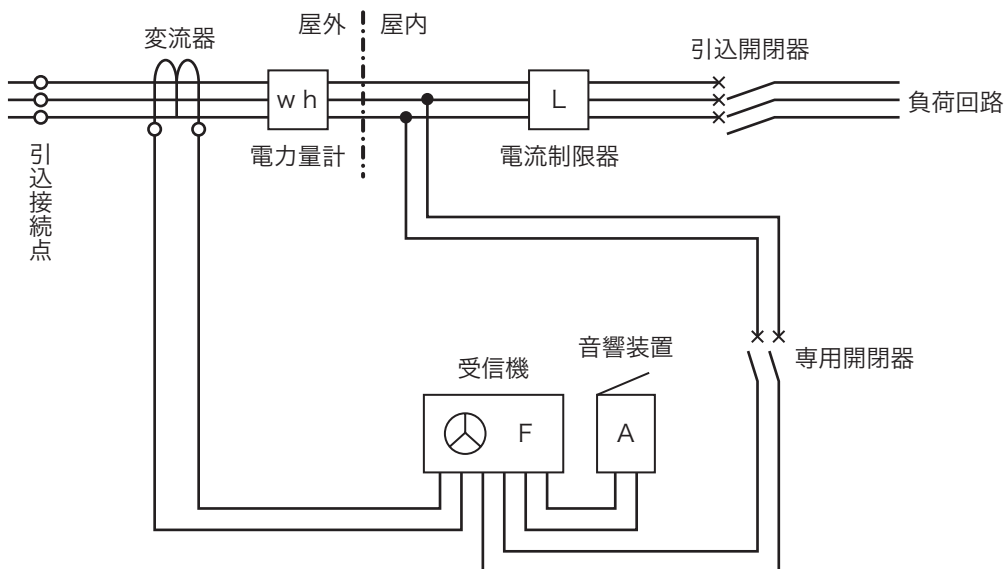 屋外
屋内
変流器
引込開閉器
w h
L
負荷回路
電力量計
電流制限器
引込接続点
専用開閉器
音響装置
受信機
F
A